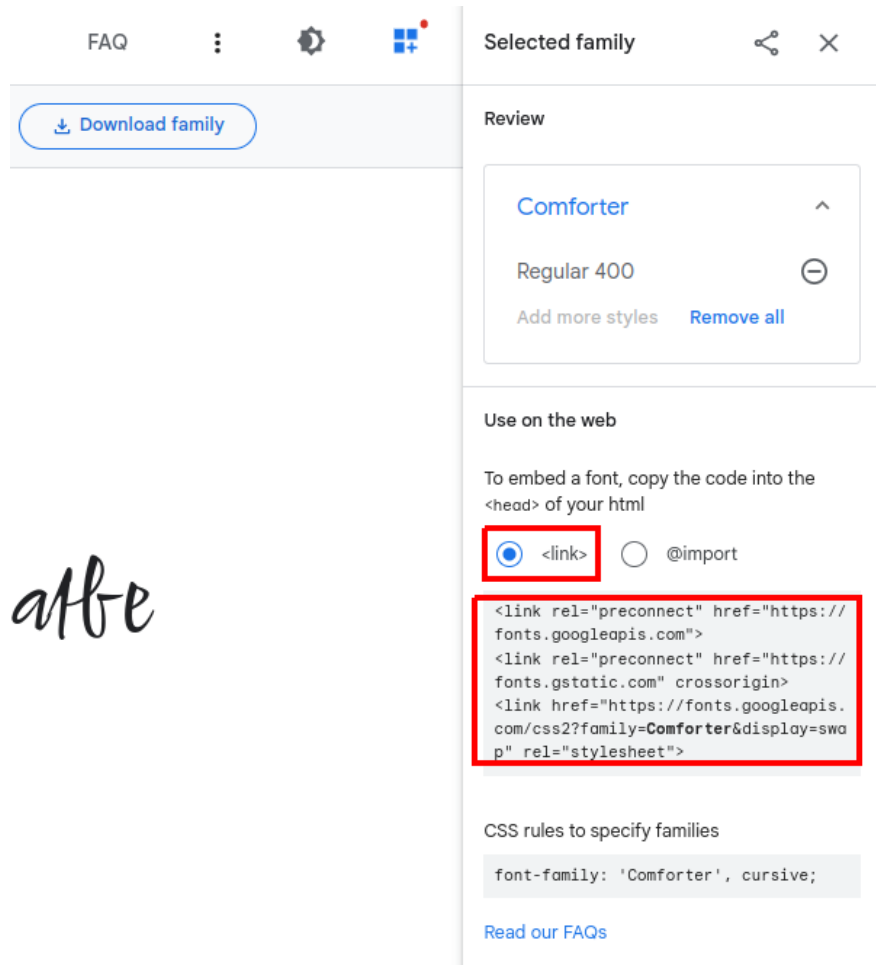 FAQ
Selected family
Download family
Review
Comforter
Regular 400
Add more styles Remove all
Use on the web
To embed a font, copy the code into the
<head> of your html
<link> @import
<link rel="preconnect" href="https://
fonts.googleapis.com">
<link rel="preconnect" href="https://
fonts.gstatic.com" crossorigin>
<link href="https://fonts.googleapis.
com/css2?family=Comforter&display=swa
p" rel="stylesheet">
CSS rules to specify families
font-family: 'Comforter', cursive;
Read our FAQs